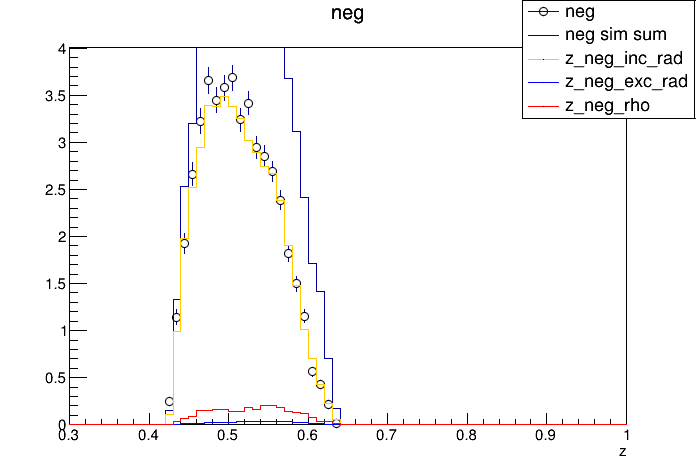 neg
neg
neg sim sum
z_neg_inc_rad
z_neg_exc_rad
z_neg_rho
4
3.5
3
2.5
2
1.5
1
0.5
0
0.3 0.4 0.5 0.6 0.7 0.8 0.9 1
z